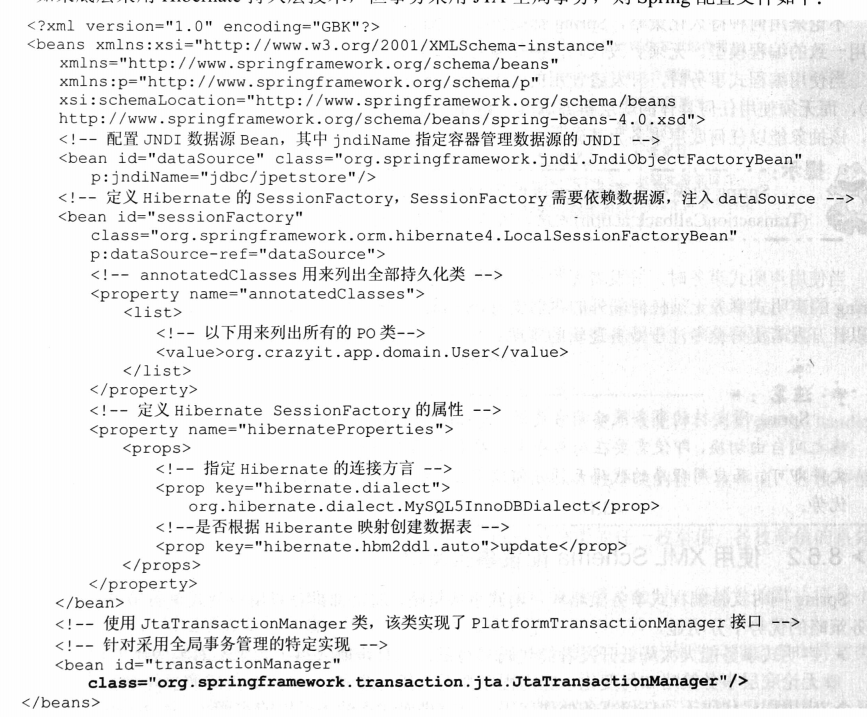 如果底层采用 Hibernate 持久层技术，但事务采用 JTA 全局事务，则 Spring 配置文件如下：
<?xml version="1.0" encoding="GBK"?>
<beans xmlns:xsi="http://www.w3.org/2001/XMLSchema-instance"
xmlns="http://www.springframework.org/schema/beans"
xmlns:p="http://www.springframework.org/schema/p"
xsi:schemaLocation="http://www.springframework.org/schema/beans
http://www.springframework.org/schema/beans/spring-beans-4.0.xsd">
<!-- 配置 JNDI 数据源 Bean，其中 jndiName 指定容器管理数据源的 JNDI -->
<bean id="dataSource" class="org.springframework.jndi.JndiObjectFactoryBean"
p:jndiName="jdbc/jpetstore"/>
<!-- 定义 Hibernate 的 SessionFactory，SessionFactory 需要依赖数据源，注入 dataSource -->
<bean id="sessionFactory"
class="org.springframework.orm.hibernate4.LocalSessionFactoryBean"
p:dataSource-ref="dataSource">
<!-- annotatedClasses 用来列出全部持久化类 -->
<property name="annotatedClasses">
<list>
<!-- 以下用来列出所有的 PO 类-->
<value>org.crazyit.app.domain.User</value>
</list>
</property>
<!-- 定义 Hibernate SessionFactory 的属性 -->
<property name="hibernateProperties">
<props>
<!-- 指定 Hibernate 的连接方言 -->
<prop key="hibernate.dialect">
org.hibernate.dialect.MySQL5InnoDBDialect</prop>
<!--是否根据 Hiberante 映射创建数据表 -->
<prop key="hibernate.hbm2ddl.auto">update</prop>
</props>
</property>
</bean>
<!-- 使用 JtaTransactionManager 类，该类实现了 PlatformTransactionManager 接口 -->
<!-- 针对采用全局事务管理的特定实现 -->
<bean id="transactionManager"
class="org.springframework.transaction.jta.JtaTransactionManager"/>
</beans>